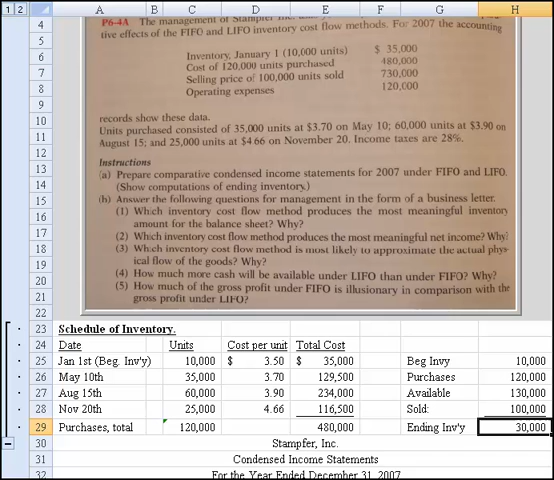 1 2
A B C D E F G H
4 P6-4A The management of Stampfer Inc.
5 tive effects of the FIFO and LIFO inventory cost flow methods. For 2007 the accounting
6 Inventory, January 1 (10,000 units) $ 35,000
7 Cost of 120,000 units purchased 480,000
Selling price of 100,000 units sold 730,000
8 Operating expenses 120,000
9
10 records show these data.
11 Units purchased consisted of 35,000 units at $3.70 on May 10; 60,000 units at $3.90 on
12 August 15; and 25,000 units at $4 66 on November 20. Income taxes are 28%.
13 Instructions
(a) Prepare comparative condensed income statements for 2007 under FIFO and LIFO.
14 (Show computations of ending inventory.)
15 (b) Answer the following questions for management in the form of a business letter.
16 (1) Which inventory cost flow method produces the most meaningful inventory
17 amount for the balance sheet? Why?
(2) Which inventory cost flow method produces the most meaningful net income? Why?
18 (3) Which inventory cost flow method is most likely to approximate the actual phys-
19 ical flow of the goods? Why?
20 (4) How much more cash will be available under LIFO than under FIFO? Why?
21 (5) How much of the gross profit under FIFO is illusionary in comparison with the
gross profit under LIFO?
22
23 Schedule of Inventory.
24 Date Units Cost per unit Total Cost
25 Jan 1st (Beg. Inv'y) 10,000 $ 3.50 $ 35,000 Beg Invy 10,000
26 May 10th 35,000 3.70 129,500 Purchases 120,000
27 Aug 15th 60,000 3.90 234,000 Available 130,000
28 Nov 20th 25,000 4.66 116,500 Sold: 100,000
29 Purchases, total 120,000 480,000 Ending Inv'y 30,000
30 Stampfer, Inc.
31 Condensed Income Statements
32 For the Year Ended December 31, 2007